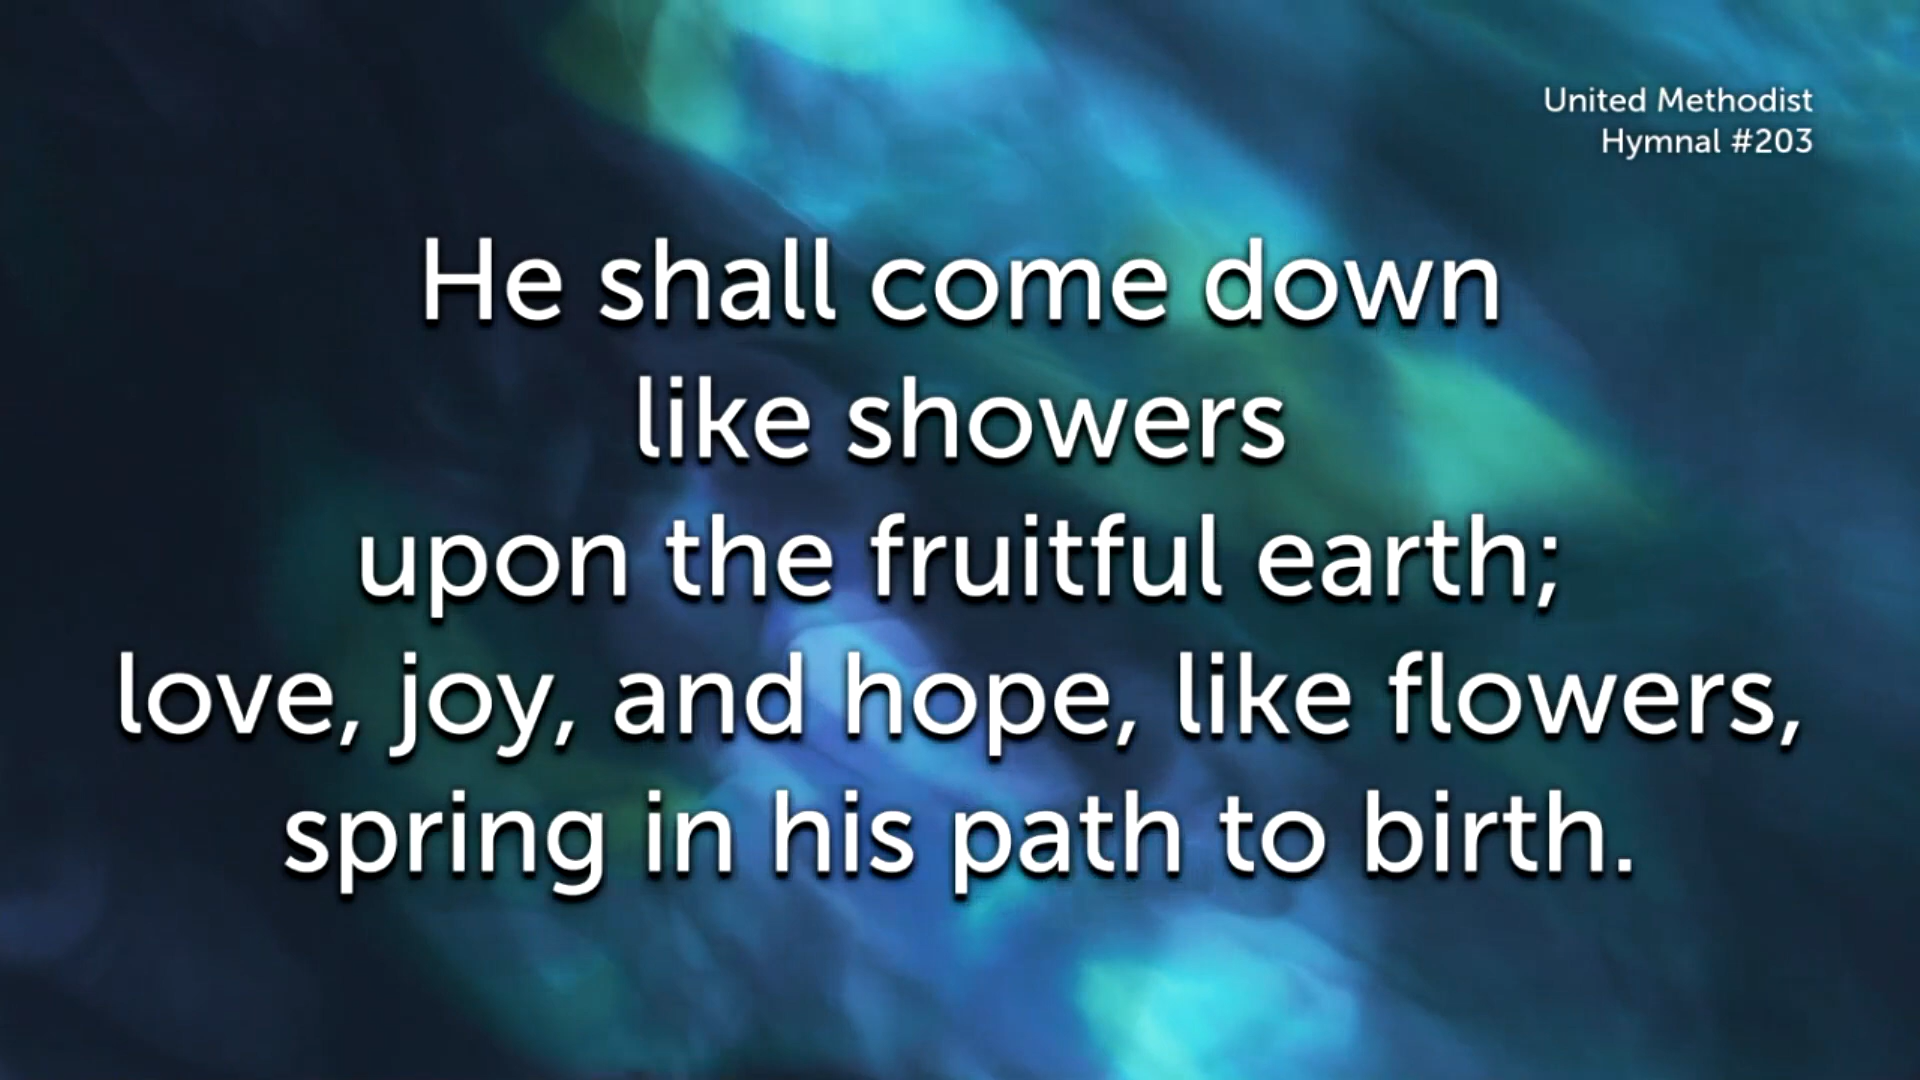 United Methodist
Hymnal #203
He shall come down
like showers
upon the fruitful earth;
love, joy, and hope, like flowers,
spring in his path to birth.